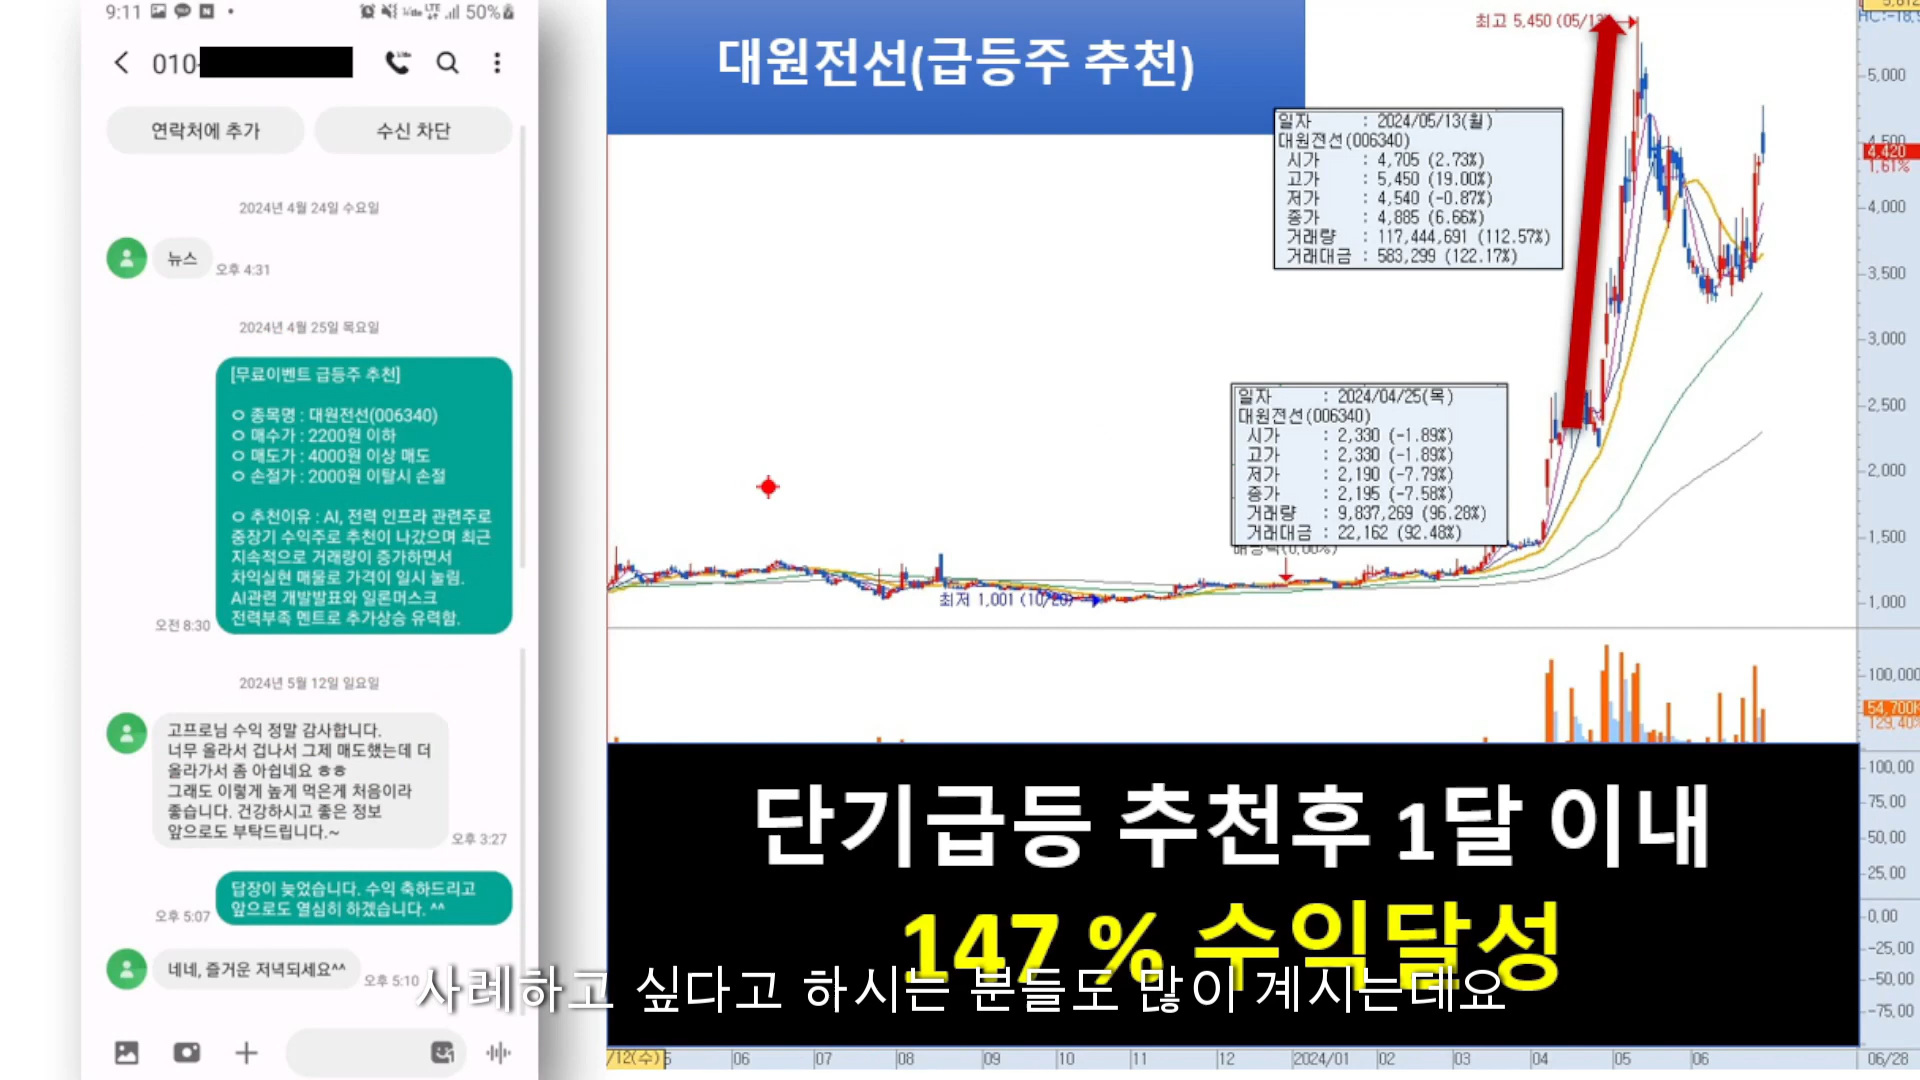 9:11
LTE
50%
010-
연락처에 추가
수신 차단
2024년 4월 24일 수요일
뉴스
오후 4:31
2024년 4월 25일 목요일
[무료이벤트 급등주 추천]
ㅇ 종목명 : 대원전선(006340)
ㅇ 매수가 : 2200원 이하
ㅇ 매도가 : 4000원 이상 매도
ㅇ 손절가 : 2000원 이탈시 손절
ㅇ 추천이유 : AI, 전력 인프라 관련주로
중장기 수익주로 추천이 나갔으며 최근
지속적으로 거래량이 증가하면서
차익실현 매물로 가격이 일시 눌림.
AI관련 개발발표와 일론머스크
전력부족 멘트로 추가상승 유력함.
오전 8:30
2024년 5월 12일 일요일
고프로님 수익 정말 감사합니다.
너무 올라서 겁나서 그제 매도했는데 더
올라가서 좀 아쉽네요 ㅎㅎ
그래도 이렇게 높게 먹은게 처음이라
좋습니다. 건강하시고 좋은 정보
앞으로도 부탁드립니다.~
오후 3:27
답장이 늦었습니다. 수익 축하드리고
앞으로도 열심히 하겠습니다. ^^
오후 5:07
네네, 즐거운 저녁되세요^^
오후 5:10
대원전선(급등주 추천)
최고 5,450 (05/13)
일자 : 2024/05/13(월)
대원전선(006340)
시가 : 4,705 (2.73%)
고가 : 5,450 (19.00%)
저가 : 4,540 (-0.87%)
종가 : 4,885 (6.66%)
거래량 : 117,444,691 (112.57%)
거래대금 : 583,299 (122.17%)
일자 : 2024/04/25(목)
대원전선(006340)
시가 : 2,330 (-1.89%)
고가 : 2,330 (-1.89%)
저가 : 2,190 (-7.79%)
종가 : 2,195 (-7.58%)
거래량 : 9,837,269 (96.28%)
거래대금 : 22,162 (92.48%)
배당락(0,00%)
최저 1,001 (10/20)
5,000
4,500
4,420
1,61%
4,000
3,500
3,000
2,500
2,000
1,500
1,000
100,000
54,700K
129,40%
100,00
75,00
50,00
25,00
0,00
-25,00
-50,00
-75,00
단기급등 추천후 1달 이내
147 % 수익달성
사례하고 싶다고 하시는 분들도 많이 계시는데요
/12(수)
06
07
08
09
10
11
12
2024/01
02
03
04
05
06
06/28